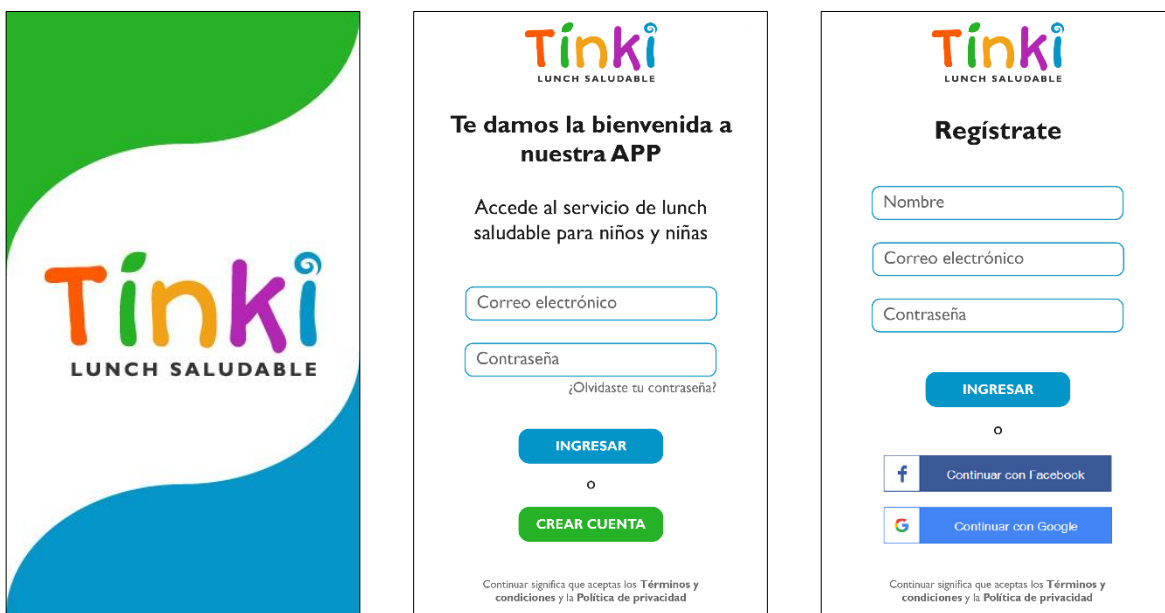 Tinki
LUNCH SALUDABLE
Tinki
LUNCH SALUDABLE
Te damos la bienvenida a
nuestra APP
Accede al servicio de lunch
saludable para niños y niñas
Correo electrónico
Contraseña
¿Olvidaste tu contraseña?
INGRESAR
o
CREAR CUENTA
Continuar significa que aceptas los Términos y
condiciones y la Política de privacidad
Tinki
LUNCH SALUDABLE
Regístrate
Nombre
Correo electrónico
Contraseña
INGRESAR
o
f Continuar con Facebook
G Continuar con Google
Continuar significa que aceptas los Términos y
condiciones y la Política de privacidad